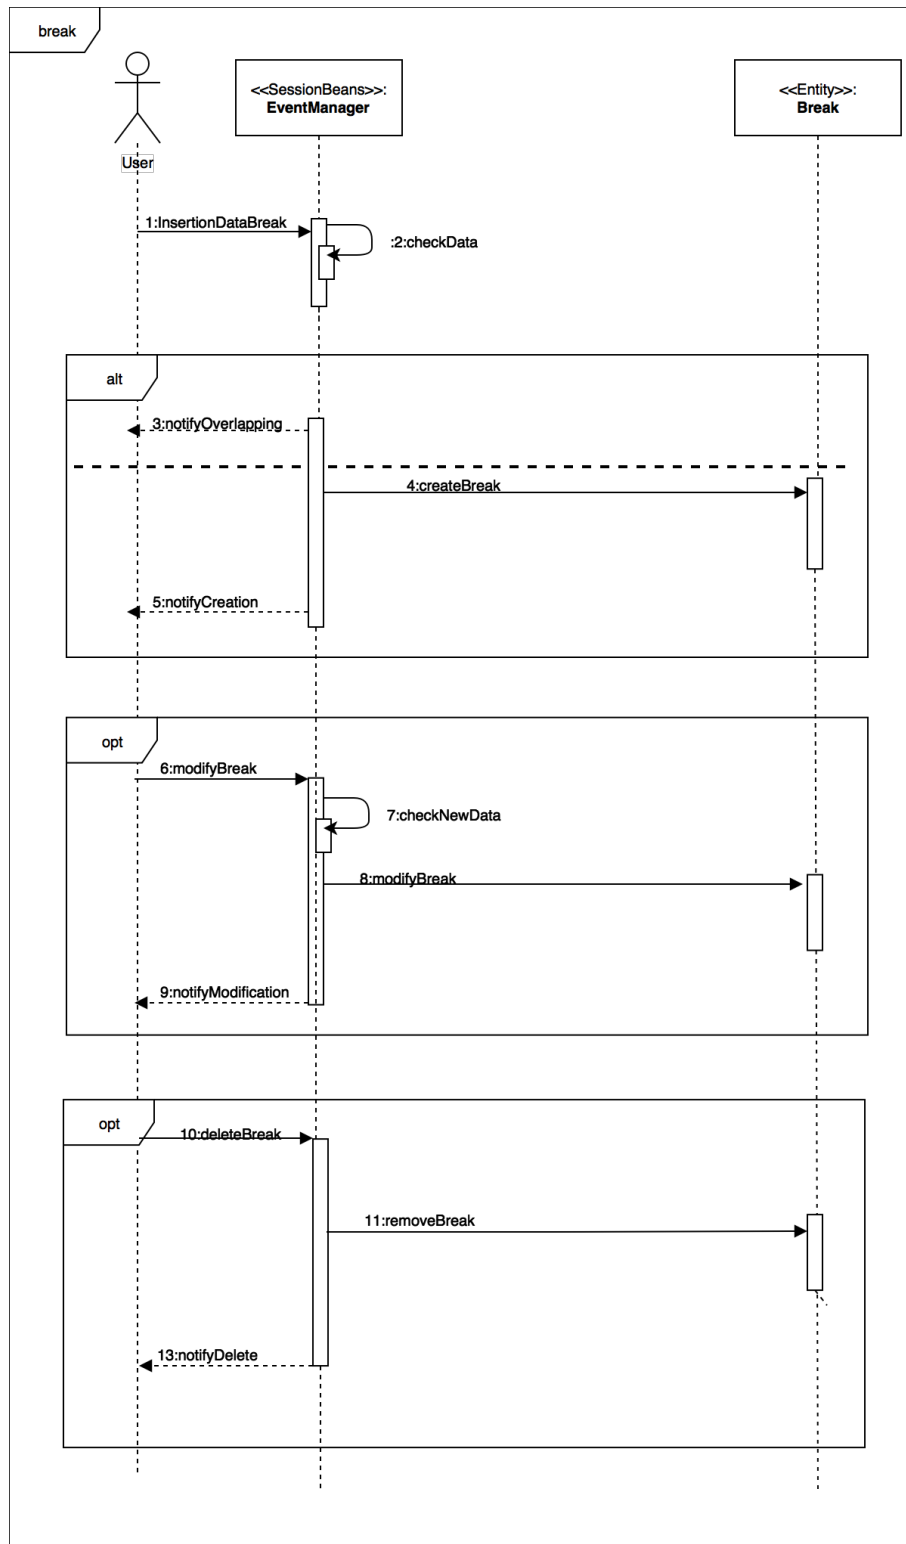 break
User
<<SessionBeans>>:
EventManager
<<Entity>>:
Break
1:InsertionDataBreak
:2:checkData
alt
3:notifyOverlapping
4:createBreak
5:notifyCreation
opt
6:modifyBreak
7:checkNewData
8:modifyBreak
9:notifyModification
opt
10:deleteBreak
11:removeBreak
13:notifyDelete